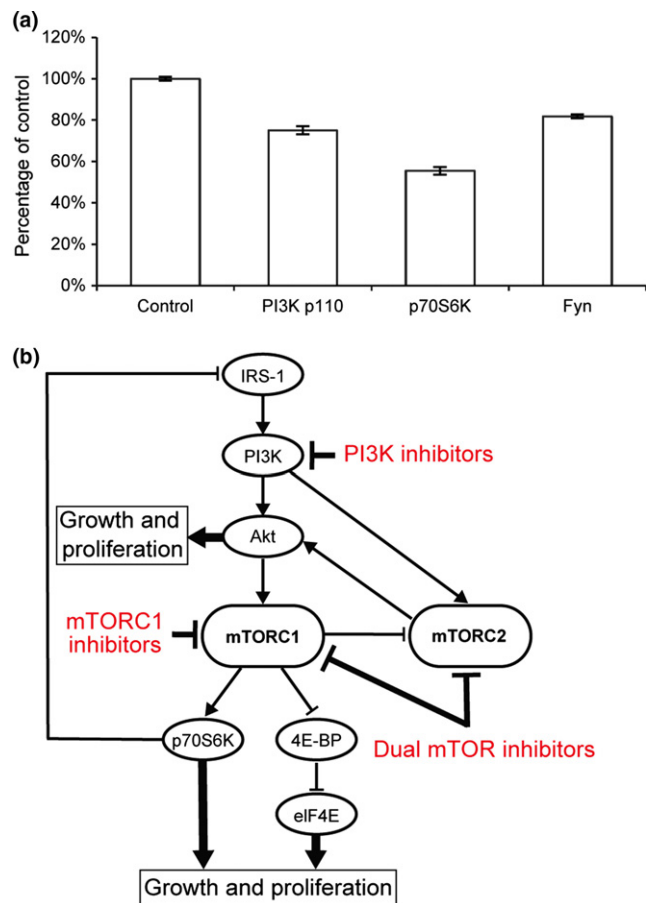 (a)
Percentage of control
120%
100%
80%
60%
40%
20%
0%
Control PI3K p110 p70S6K Fyn
(b)
IRS-1
PI3K
PI3K inhibitors
Growth and
proliferation
Akt
mTORC1
inhibitors
mTORC1
mTORC2
p70S6K
4E-BP
Dual mTOR inhibitors
eIF4E
Growth and proliferation